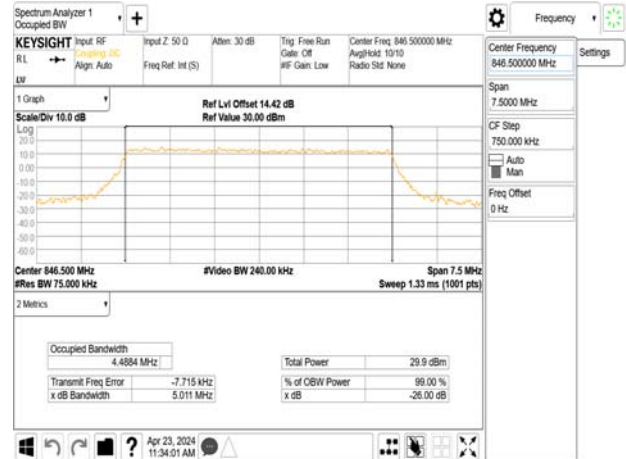 Spectrum Analyzer 1
Occupied BW
Frequency
KEYSIGHT
Input: RF
Coupling: DC
Align: Auto
Input Z: 50 Ω
Freq Ref: Int (S)
Atten: 30 dB
Trig: Free Run
Gate: Off
#IF Gain: Low
Center Freq: 846.500000 MHz
Avg|Hold: 10/10
Radio Std: None
RL
Center Frequency
846.500000 MHz
Settings
Span
7.5000 MHz
CF Step
750.000 kHz
Auto
Man
Freq Offset
0 Hz
1 Graph
Scale/Div 10.0 dB
Ref Lvl Offset 14.42 dB
Ref Value 30.00 dBm
Log
20.0
10.0
0.00
-10.0
-20.0
-30.0
-40.0
-50.0
-60.0
Center 846.500 MHz
#Res BW 75.000 kHz
#Video BW 240.00 kHz
Span 7.5 MHz
Sweep 1.33 ms (1001 pts)
2 Metrics
Occupied Bandwidth
4.4884 MHz
Transmit Freq Error -7.715 kHz
x dB Bandwidth 5.011 MHz
Total Power 29.9 dBm
% of OBW Power 99.00 %
x dB -26.00 dB
Apr 23, 2024
11:34:01 AM